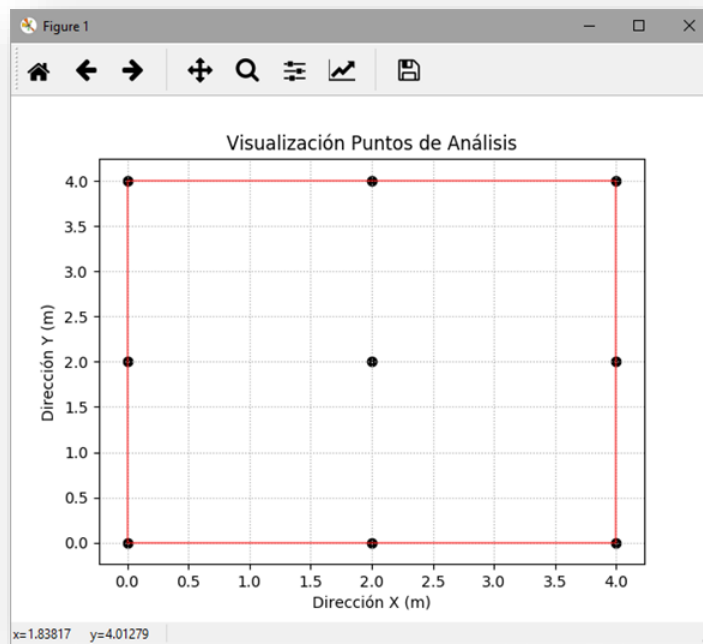 Figure 1
Visualización Puntos de Análisis
4.0
3.5
3.0
2.5
2.0
1.5
1.0
0.5
0.0
Dirección Y (m)
0.0 0.5 1.0 1.5 2.0 2.5 3.0 3.5 4.0
Dirección X (m)
x=1.83817 y=4.01279